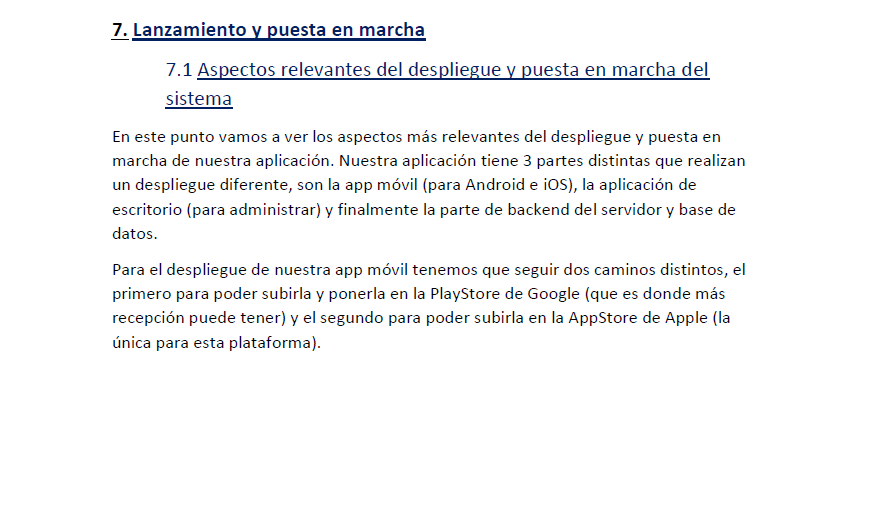 7. Lanzamiento y puesta en marcha
7.1 Aspectos relevantes del despliegue y puesta en marcha del
sistema
En este punto vamos a ver los aspectos más relevantes del despliegue y puesta en
marcha de nuestra aplicación. Nuestra aplicación tiene 3 partes distintas que realizan
un despliegue diferente, son la app móvil (para Android e iOS), la aplicación de
escritorio (para administrar) y finalmente la parte de backend del servidor y base de
datos.
Para el despliegue de nuestra app móvil tenemos que seguir dos caminos distintos, el
primero para poder subirla y ponerla en la PlayStore de Google (que es donde más
recepción puede tener) y el segundo para poder subirla en la AppStore de Apple (la
única para esta plataforma).